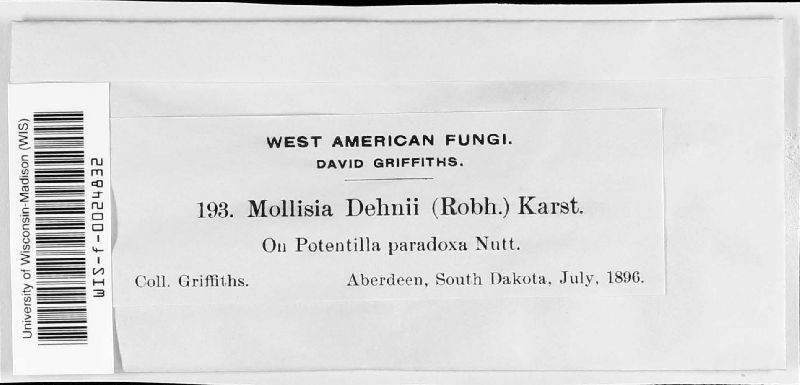 WEST AMERICAN FUNGI.
DAVID GRIFFITHS.
193. Mollisia Dehnii (Robh.) Karst.
On Potentilla paradoxa Nutt.
Coll. Griffiths. Aberdeen, South Dakota, July, 1896.
University of Wisconsin-Madison (WIS)
WIS-f-0024832